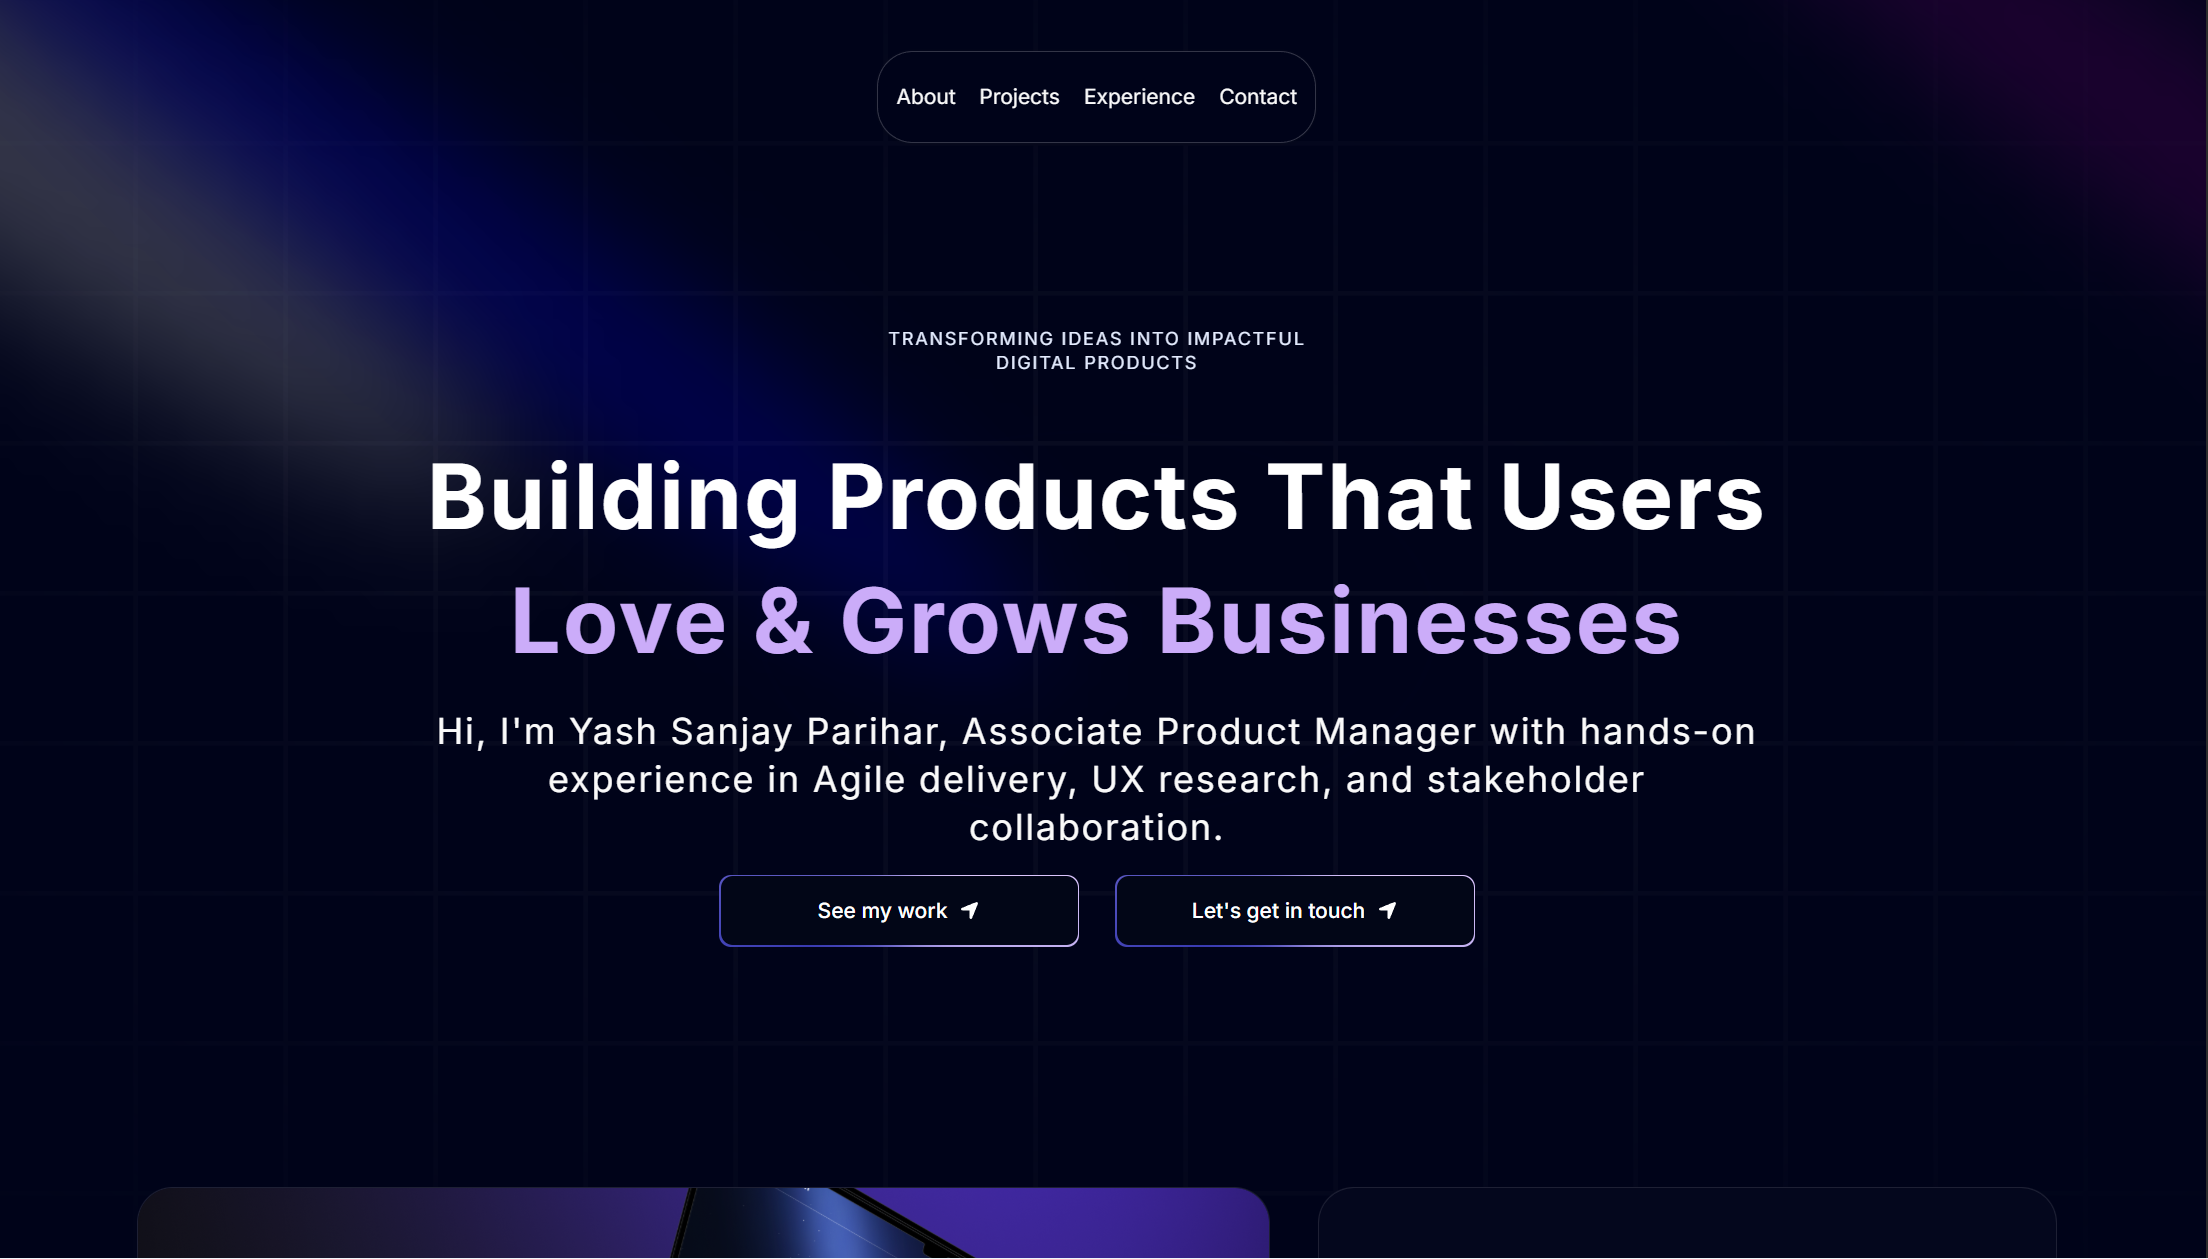 About Projects Experience Contact
TRANSFORMING IDEAS INTO IMPACTFUL
DIGITAL PRODUCTS
Building Products That Users
Love & Grows Businesses
Hi, I'm Yash Sanjay Parihar, Associate Product Manager with hands-on
experience in Agile delivery, UX research, and stakeholder
collaboration.
See my work
Let's get in touch